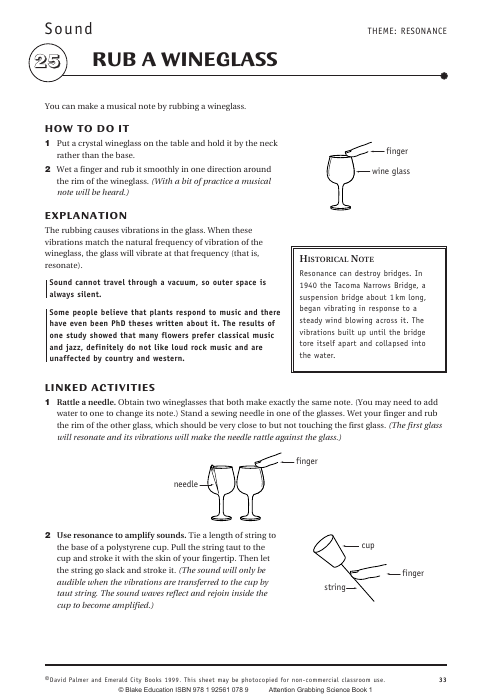 Sound
THEME: RESONANCE
25
RUB A WINEGLASS
You can make a musical note by rubbing a wineglass.
HOW TO DO IT
1 Put a crystal wineglass on the table and hold it by the neck
rather than the base.
2 Wet a finger and rub it smoothly in one direction around
the rim of the wineglass. (With a bit of practice a musical
note will be heard.)
finger
wine glass
EXPLANATION
The rubbing causes vibrations in the glass. When these
vibrations match the natural frequency of vibration of the
wineglass, the glass will vibrate at that frequency (that is,
resonate).
Sound cannot travel through a vacuum, so outer space is
always silent.
Some people believe that plants respond to music and there
have even been PhD theses written about it. The results of
one study showed that many flowers prefer classical music
and jazz, definitely do not like loud rock music and are
unaffected by country and western.
HISTORICAL NOTE
Resonance can destroy bridges. In
1940 the Tacoma Narrows Bridge, a
suspension bridge about 1 km long,
began vibrating in response to a
steady wind blowing across it. The
vibrations built up until the bridge
tore itself apart and collapsed into
the water.
LINKED ACTIVITIES
1 Rattle a needle. Obtain two wineglasses that both make exactly the same note. (You may need to add
water to one to change its note.) Stand a sewing needle in one of the glasses. Wet your finger and rub
the rim of the other glass, which should be very close to but not touching the first glass. (The first glass
will resonate and its vibrations will make the needle rattle against the glass.)
finger
needle
2 Use resonance to amplify sounds. Tie a length of string to
the base of a polystyrene cup. Pull the string taut to the
cup and stroke it with the skin of your fingertip. Then let
the string go slack and stroke it. (The sound will only be
audible when the vibrations are transferred to the cup by
taut string. The sound waves reflect and rejoin inside the
cup to become amplified.)
cup
finger
string
©David Palmer and Emerald City Books 1999. This sheet may be photocopied for non-commercial classroom use.
33
© Blake Education ISBN 978 1 92561 078 9 Attention Grabbing Science Book 1